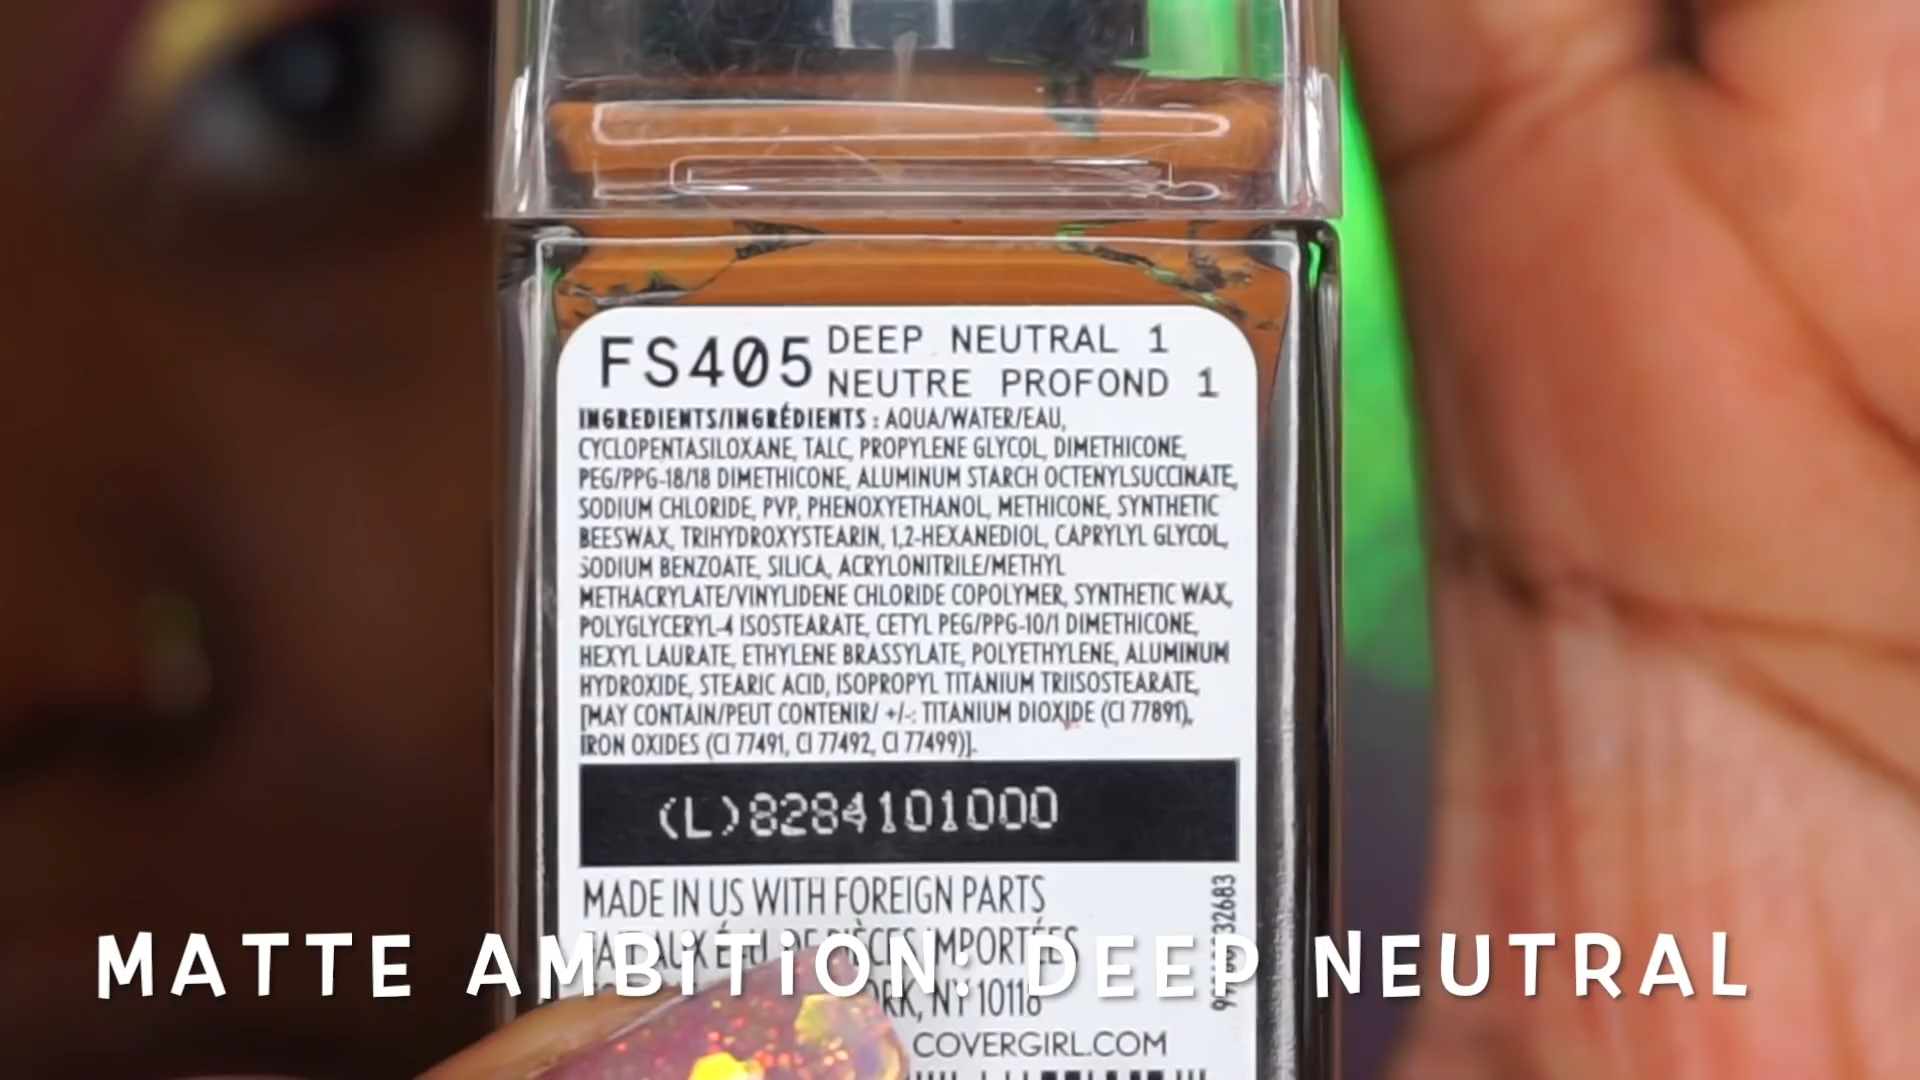 FS405 DEEP NEUTRAL 1
NEUTRE PROFOND 1
INGREDIENTS/INGRÉDIENTS : AQUA/WATER/EAU,
CYCLOPENTASILOXANE, TALC, PROPYLENE GLYCOL, DIMETHICONE,
PEG/PPG-18/18 DIMETHICONE, ALUMINUM STARCH OCTENYLSUCCINATE,
SODIUM CHLORIDE, PVP, PHENOXYETHANOL, METHICONE, SYNTHETIC
BEESWAX, TRIHYDROXYSTEARIN, 1,2-HEXANEDIOL, CAPRYLYL GLYCOL,
SODIUM BENZOATE, SILICA, ACRYLONITRILE/METHYL
METHACRYLATE/VINYLIDENE CHLORIDE COPOLYMER, SYNTHETIC WAX,
POLYGLYCERYL-4 ISOSTEARATE, CETYL PEG/PPG-10/1 DIMETHICONE,
HEXYL LAURATE, ETHYLENE BRASSYLATE, POLYETHYLENE, ALUMINUM
HYDROXIDE, STEARIC ACID, ISOPROPYL TITANIUM TRIISOSTEARATE,
[MAY CONTAIN/PEUT CONTENIR/ +/-: TITANIUM DIOXIDE (CI 77891),
IRON OXIDES (CI 77491, CI 77492, CI 77499)].
(L)8284101000
MADE IN US WITH FOREIGN PARTS
PIÈCES IMPORTÉES
MATTE AMBITION: DEEP NEUTRAL
NY 10118
COVERGIRL.COM